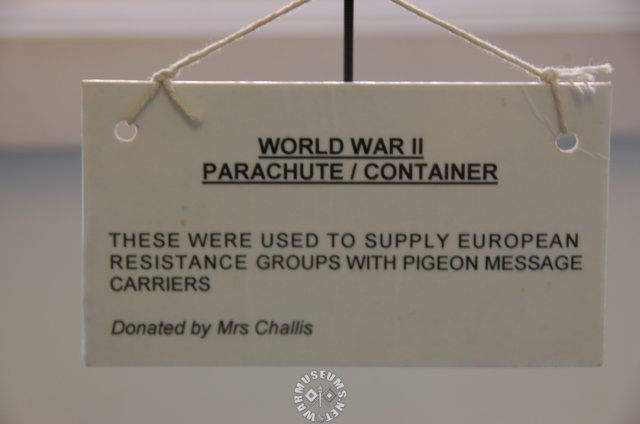 WORLD WAR II
PARACHUTE / CONTAINER
THESE WERE USED TO SUPPLY EUROPEAN
RESISTANCE GROUPS WITH PIGEON MESSAGE
CARRIERS
Donated by Mrs Challis
WARMUSEUMS.NET